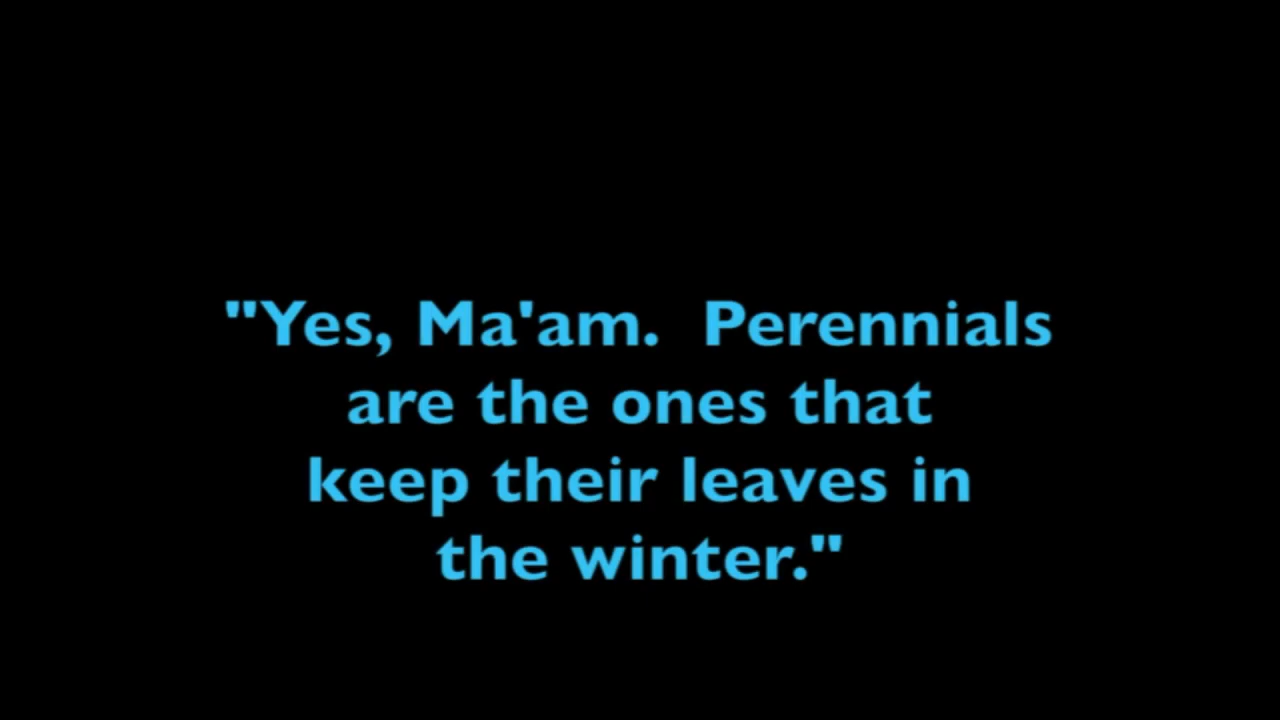 "Yes, Ma'am.  Perennials
are the ones that
keep their leaves in
the winter."